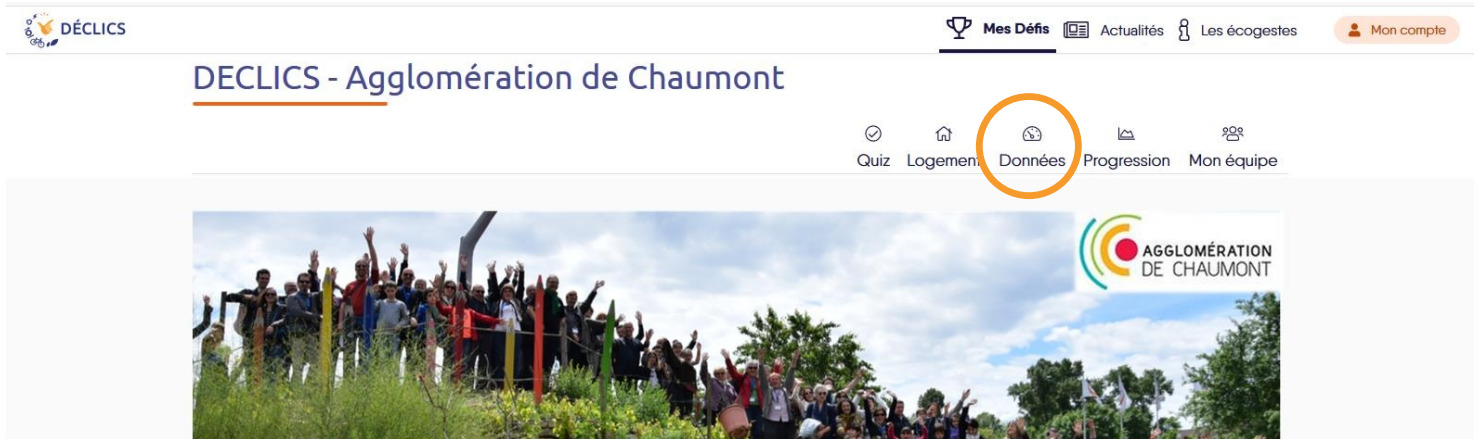 DÉCLICS
Mes Défis Actualités Les écogestes Mon compte
DECLICS - Agglomération de Chaumont
Quiz Logement Données Progression Mon équipe
AGGLOMÉRATION
DE CHAUMONT